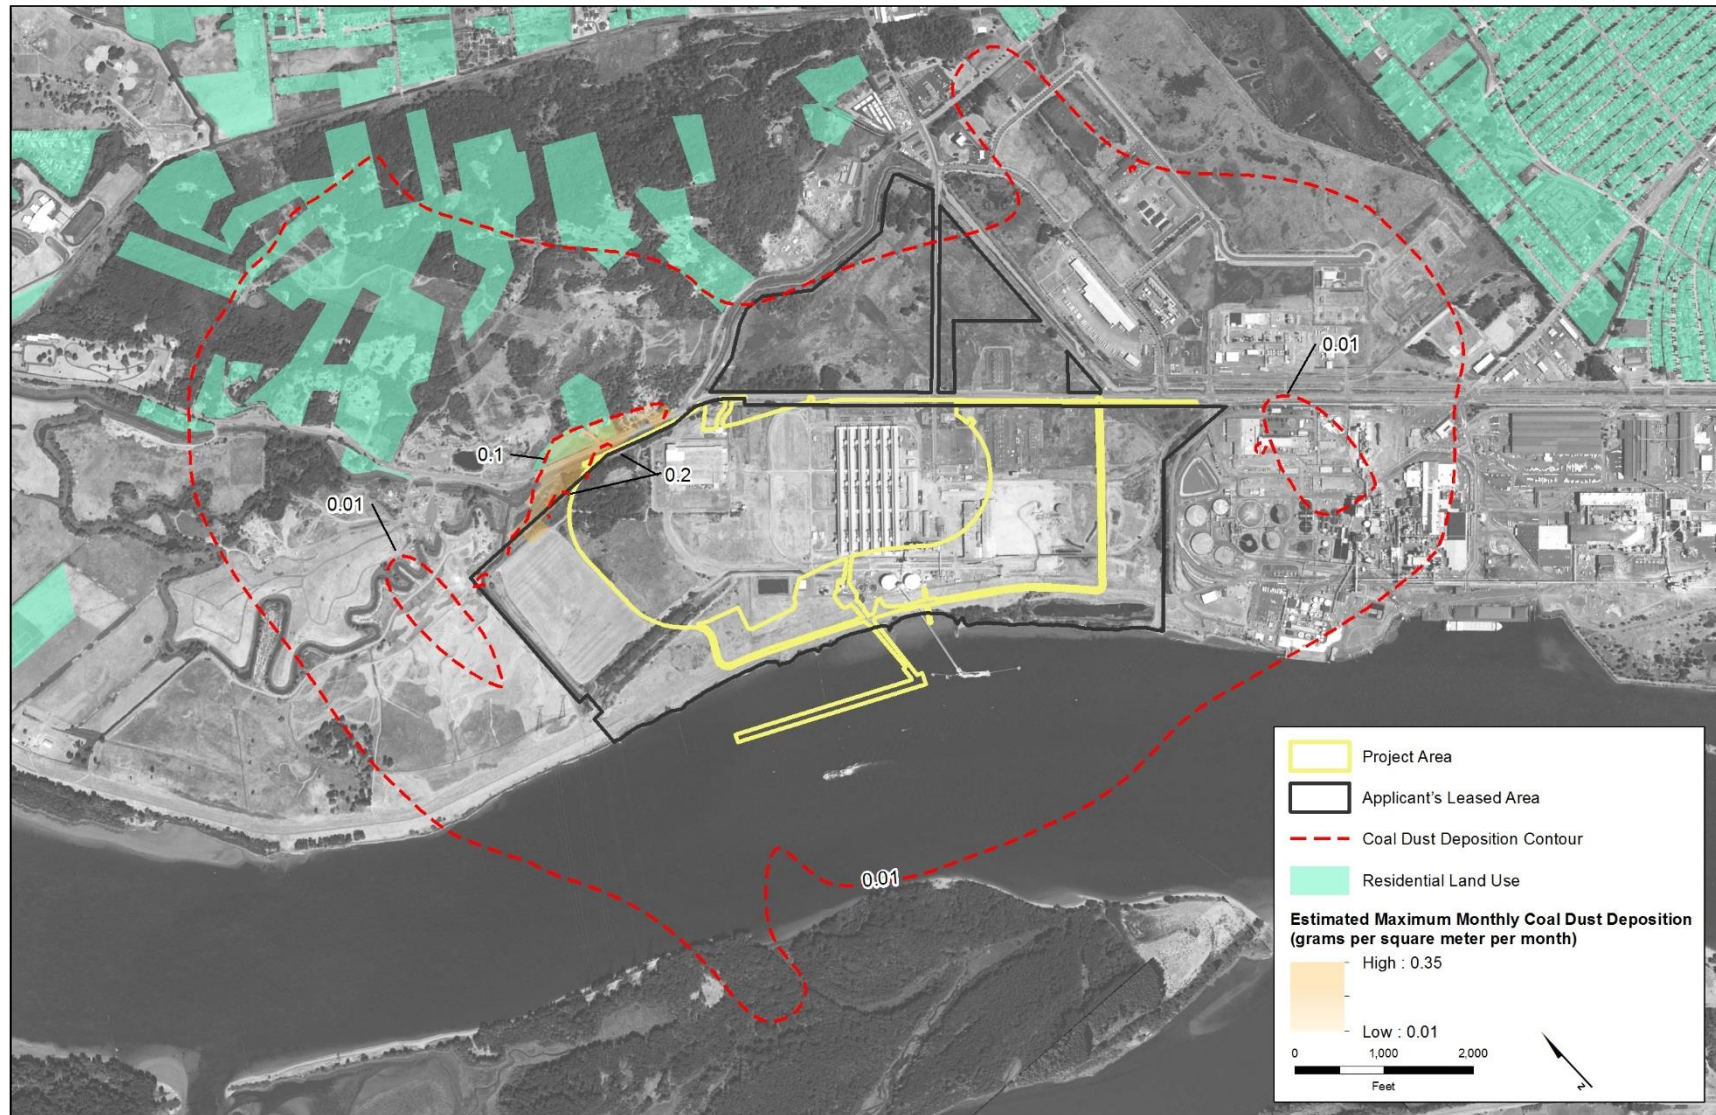 0.01
0.1
0.2
0.01
0.01
Project Area
Applicant's Leased Area
Coal Dust Deposition Contour
Residential Land Use
Estimated Maximum Monthly Coal Dust Deposition
(grams per square meter per month)
High : 0.35
Low : 0.01
0 1,000 2,000
Feet
N